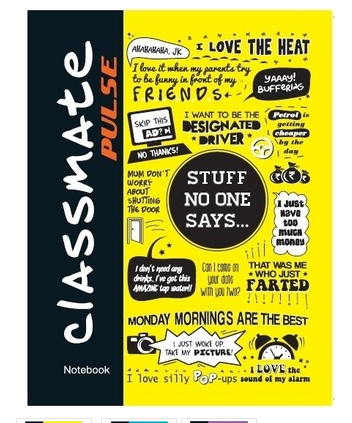 classmate
PULSE
Notebook
AHAHAHAHA, JK
I LOVE THE HEAT
I love it when my parents try
to be funny in front of my
FRIENDS
YAAAY!
BUFFERING
SKIP THIS
AD?
NO THANKS!
I WANT TO BE THE
DESIGNATED
DRIVER
Petrol is
getting
cheaper
by the
day
MUM DON'T
WORRY
ABOUT
SHUTTING
THE DOOR
STUFF
NO ONE
SAYS...
I JUST
HAVE
TOO
MUCH
MONEY
I don't need any
drinks, I've got this
AMAZING tap water!!
Can I come on
your date
with you two?
THAT WAS ME
WHO JUST
FARTED
MONDAY MORNINGS ARE THE BEST
I JUST WOKE UP,
TAKE MY PICTURE!
I love silly POP-ups
I LOVE the
sound of my alarm